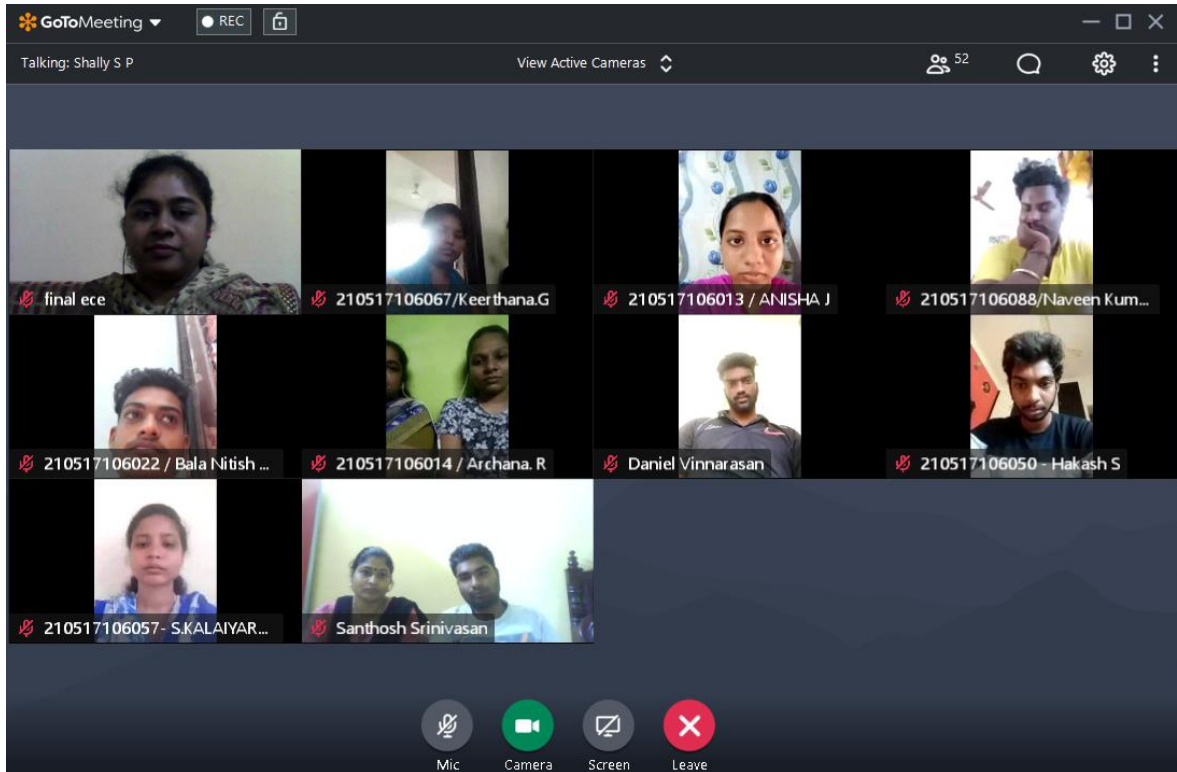 GoToMeeting REC
Talking: Shally S P View Active Cameras 52
final ece 210517106067/Keerthana.G 210517106013 / ANISHA J 210517106088/Naveen Kum...
210517106022 / Bala Nitish ... 210517106014 / Archana. R Daniel Vinnarasan 210517106050 - Hakash S
210517106057- S.KALAIYAR... Santhosh Srinivasan
Mic Camera Screen Leave